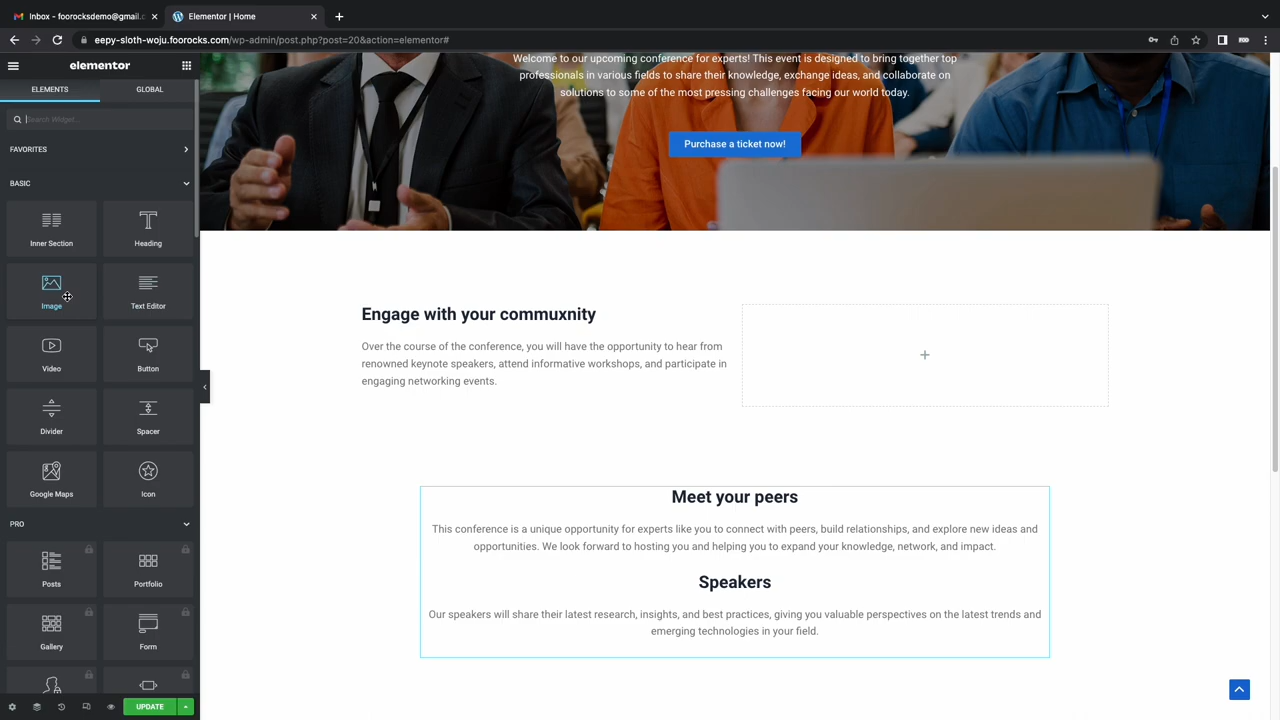 Inbox - foorocksdemo@gmail.c
Elementor | Home
eepy-sloth-woju.foorocks.com/wp-admin/post.php?post=20&action=elementor#
elementor
ELEMENTS
GLOBAL
Search Widget...
FAVORITES
BASIC
Inner Section
Heading
Image
Text Editor
Video
Button
Divider
Spacer
Google Maps
Icon
PRO
Posts
Portfolio
Gallery
Form
UPDATE
Welcome to our upcoming conference for experts! This event is designed to bring together top
professionals in various fields to share their knowledge, exchange ideas, and collaborate on
solutions to some of the most pressing challenges facing our world today.
Purchase a ticket now!
Engage with your commuxnity
Over the course of the conference, you will have the opportunity to hear from
renowned keynote speakers, attend informative workshops, and participate in
engaging networking events.
Meet your peers
This conference is a unique opportunity for experts like you to connect with peers, build relationships, and explore new ideas and
opportunities. We look forward to hosting you and helping you to expand your knowledge, network, and impact.
Speakers
Our speakers will share their latest research, insights, and best practices, giving you valuable perspectives on the latest trends and
emerging technologies in your field.